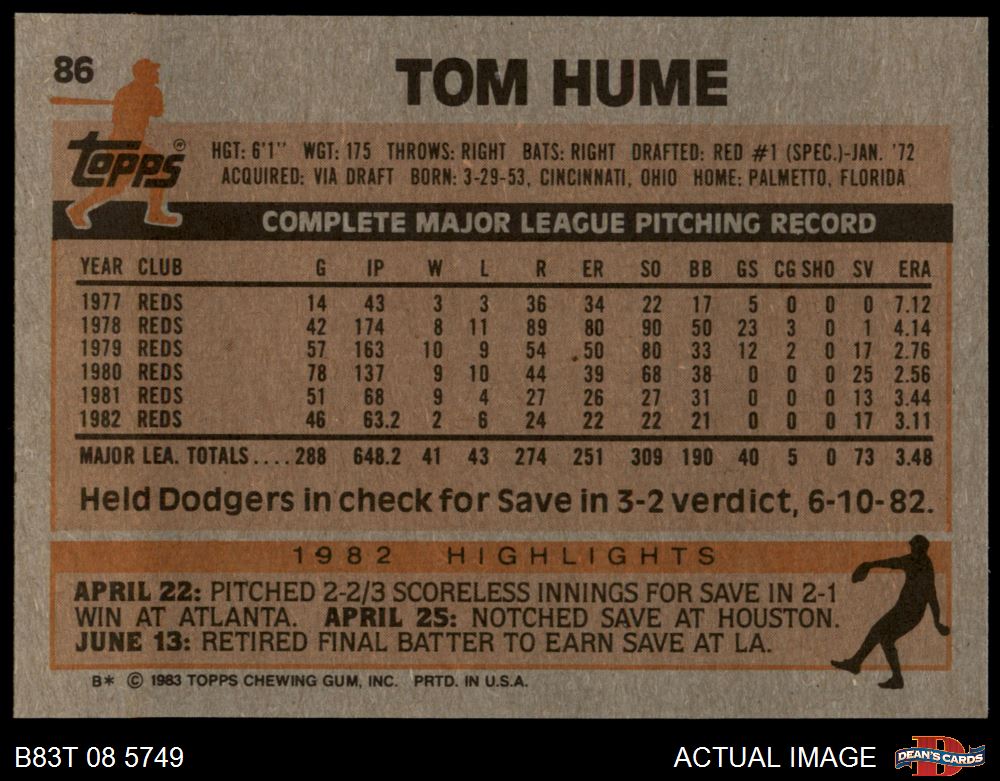 86
TOM HUME
Topps®
HGT: 6'1" WGT: 175 THROWS: RIGHT BATS: RIGHT DRAFTED: RED #1 (SPEC.)-JAN. '72
ACQUIRED: VIA DRAFT BORN: 3-29-53, CINCINNATI, OHIO HOME: PALMETTO, FLORIDA
COMPLETE MAJOR LEAGUE PITCHING RECORD
YEAR CLUB G IP W L R ER SO BB GS CG SHO SV ERA
1977 REDS 14 43 3 3 36 34 22 17 5 0 0 0 7.12
1978 REDS 42 174 8 11 89 80 90 50 23 3 0 1 4.14
1979 REDS 57 163 10 9 54 50 80 33 12 2 0 17 2.76
1980 REDS 78 137 9 10 44 39 68 38 0 0 0 25 2.56
1981 REDS 51 68 9 4 27 26 27 31 0 0 0 13 3.44
1982 REDS 46 63.2 2 6 24 22 22 21 0 0 0 17 3.11
MAJOR LEA. TOTALS....288 648.2 41 43 274 251 309 190 40 5 0 73 3.48
Held Dodgers in check for Save in 3-2 verdict, 6-10-82.
1982 HIGHLIGHTS
APRIL 22: PITCHED 2-2/3 SCORELESS INNINGS FOR SAVE IN 2-1
WIN AT ATLANTA. APRIL 25: NOTCHED SAVE AT HOUSTON.
JUNE 13: RETIRED FINAL BATTER TO EARN SAVE AT LA.
B* © 1983 TOPPS CHEWING GUM, INC. PRTD. IN U.S.A.
B83T 08 5749
ACTUAL IMAGE
D
DEAN'S CARDS